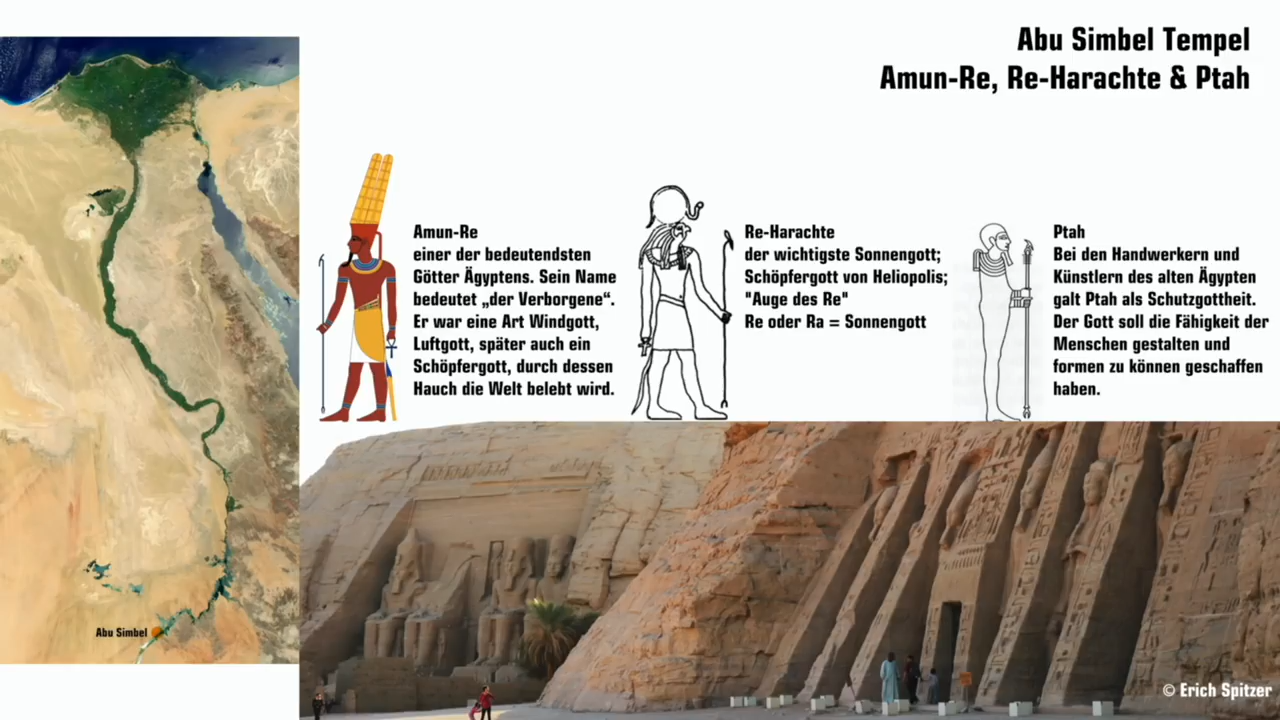 Abu Simbel Tempel
Amun-Re, Re-Harachte & Ptah
Amun-Re
einer der bedeutendsten
Götter Ägyptens. Sein Name
bedeutet „der Verborgene“.
Er war eine Art Windgott,
Luftgott, später auch ein
Schöpfergott, durch dessen
Hauch die Welt belebt wird.
Re-Harachte
der wichtigste Sonnengott;
Schöpfergott von Heliopolis;
"Auge des Re"
Re oder Ra = Sonnengott
Ptah
Bei den Handwerkern und
Künstlern des alten Ägypten
galt Ptah als Schutzgottheit.
Der Gott soll die Fähigkeit der
Menschen gestalten und
formen zu können geschaffen
haben.
Abu Simbel
© Erich Spitzer